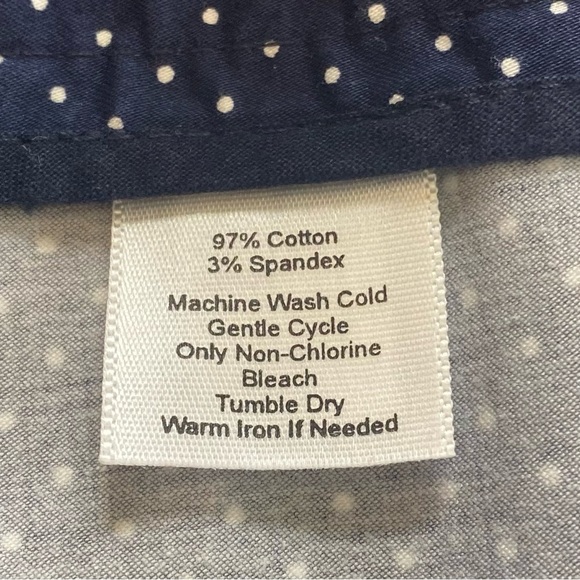 97% Cotton
3% Spandex
Machine Wash Cold
Gentle Cycle
Only Non-Chlorine
Bleach
Tumble Dry
Warm Iron If Needed